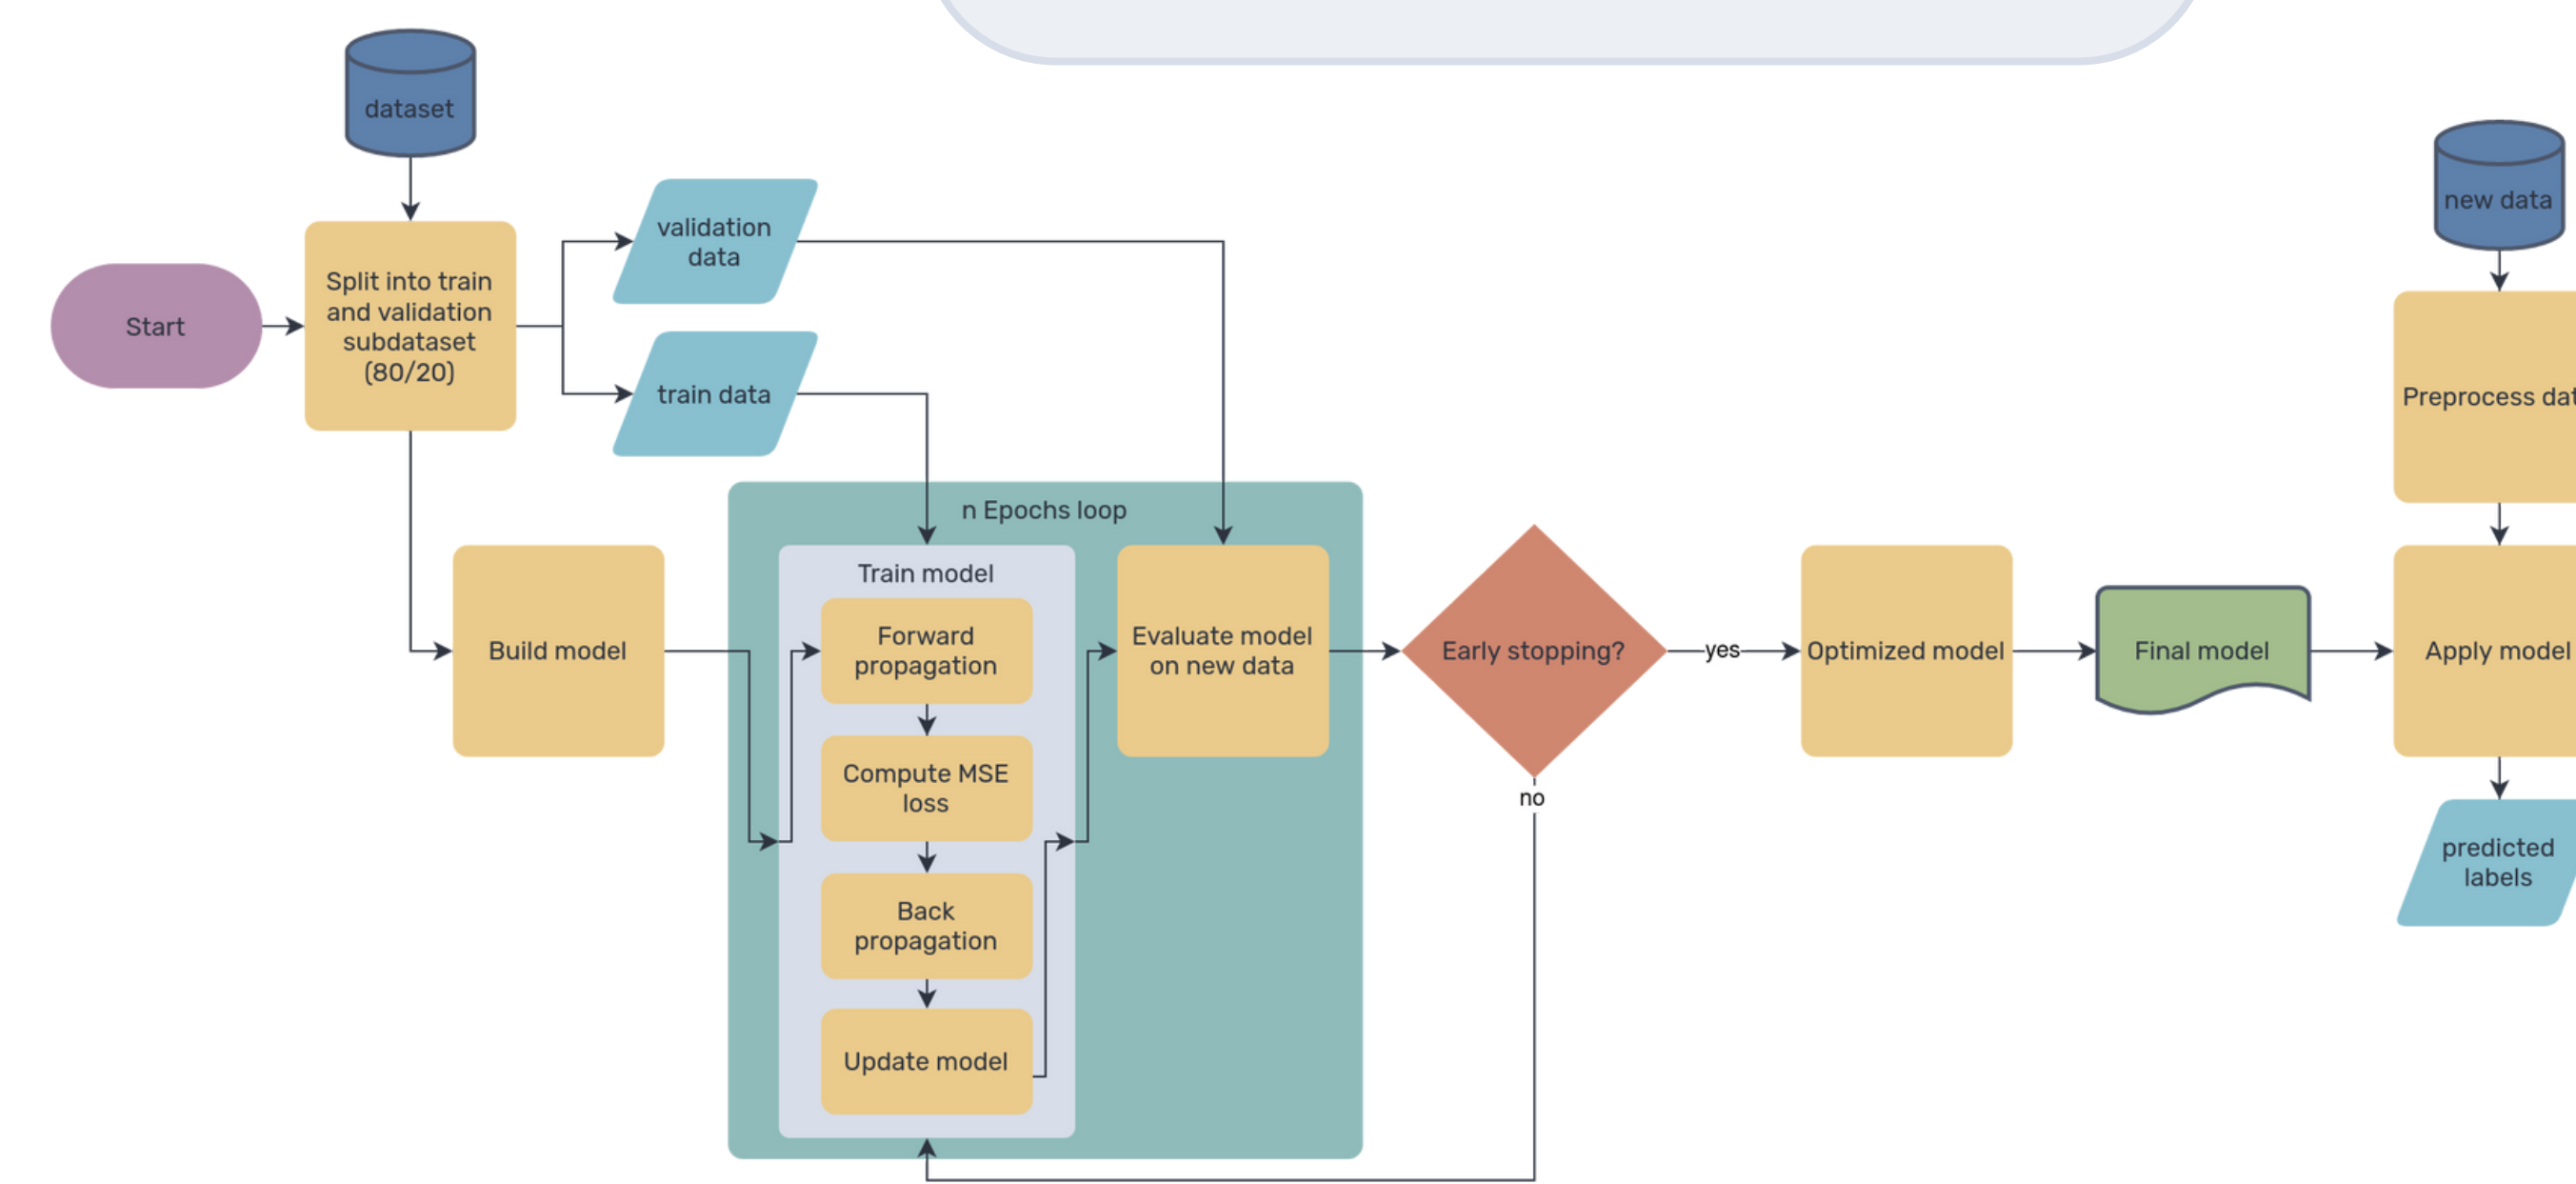 dataset
Start
Split into train
and validation
subdataset
(80/20)
validation
data
train data
Build model
n Epochs loop
Train model
Forward
propagation
Compute MSE
loss
Back
propagation
Update model
Evaluate model
on new data
Early stopping?
yes
no
Optimized model
Final model
new data
Preprocess dat
Apply model
predicted
labels